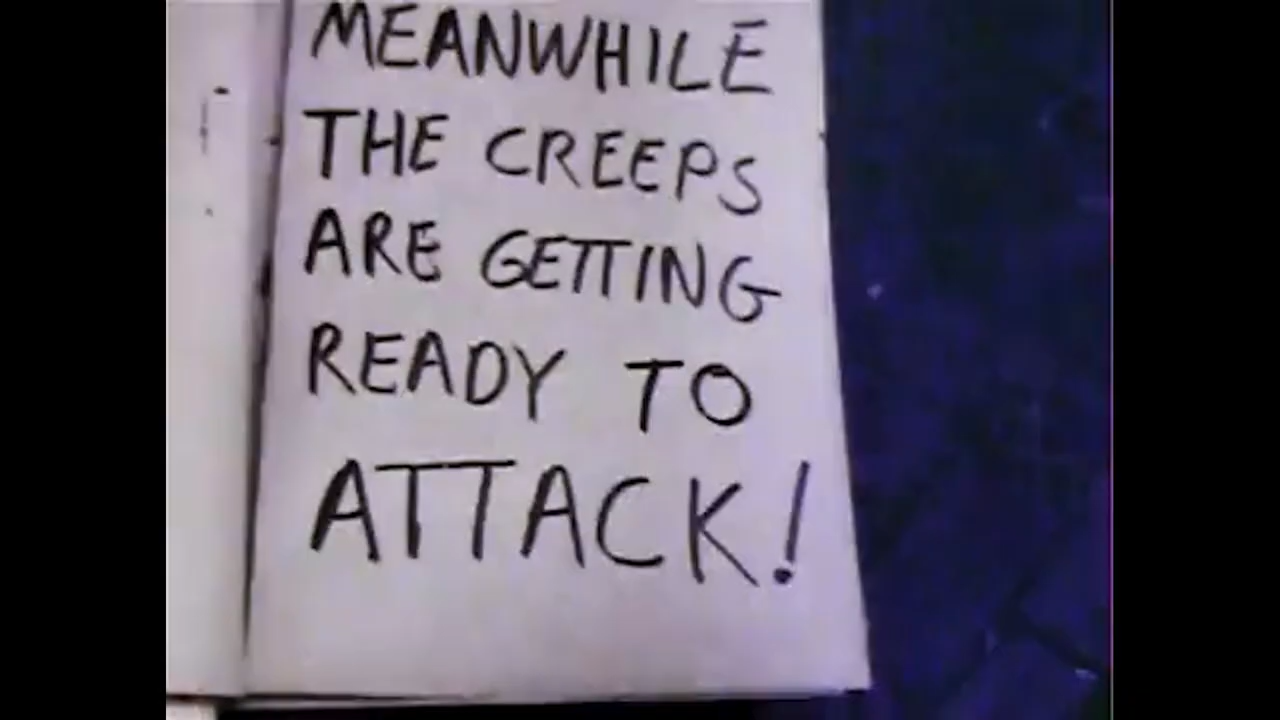 MEANWHILE
THE CREEPS
ARE GETTING
READY TO
ATTACK!